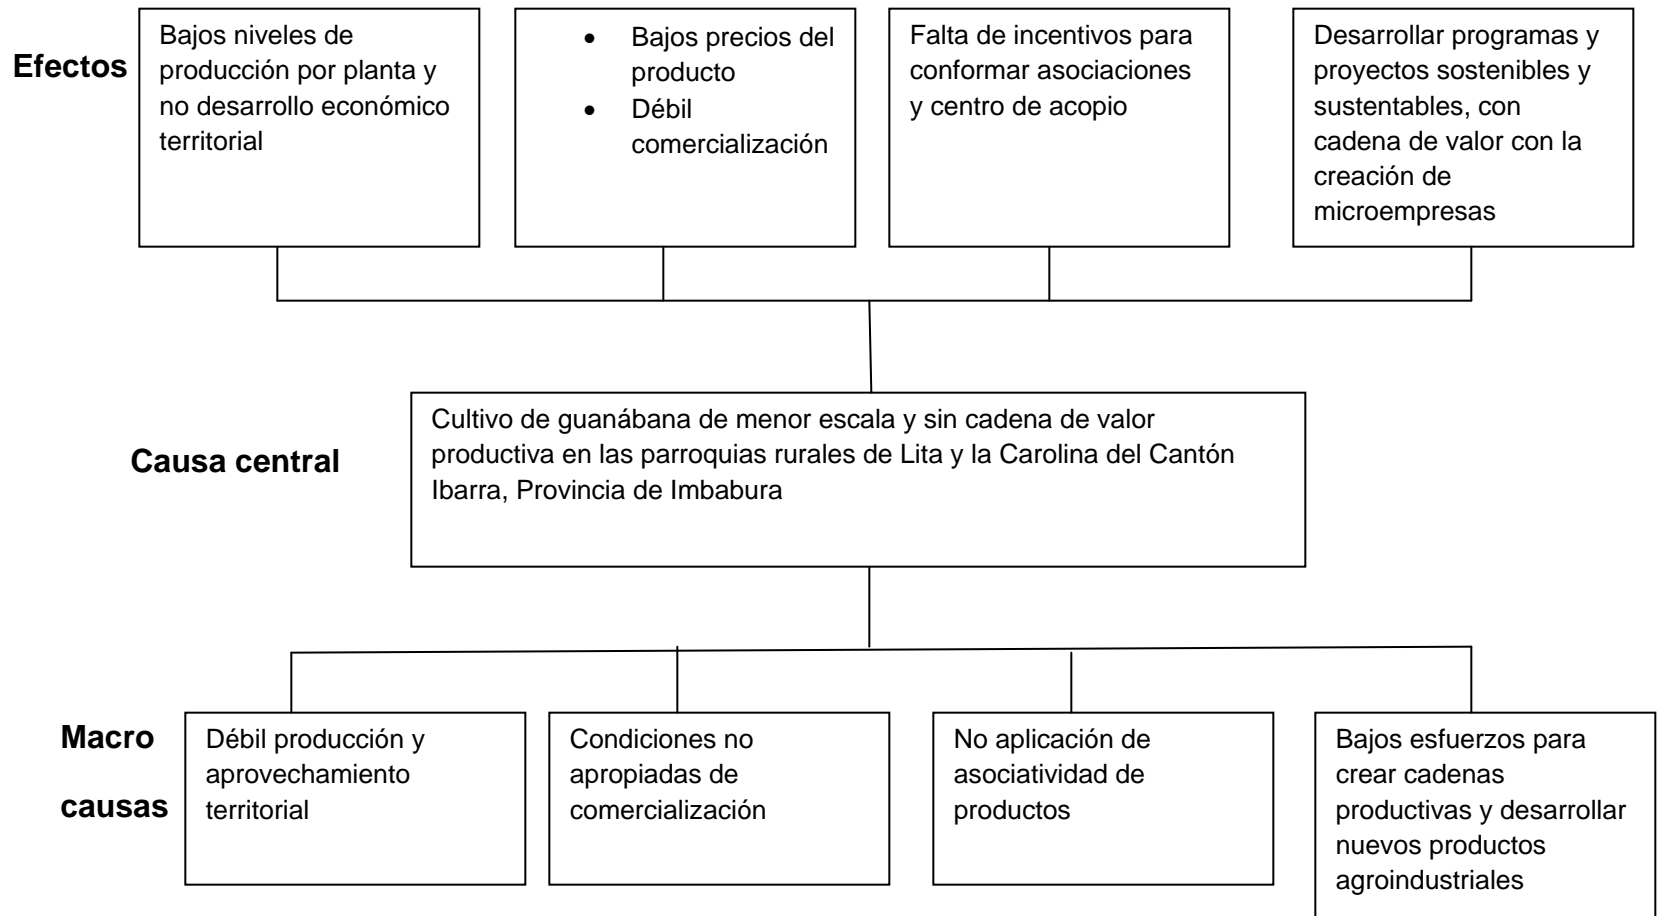 Efectos
Bajos niveles de
producción por planta y
no desarrollo económico
territorial
• Bajos precios del
producto
• Débil
comercialización
Falta de incentivos para
conformar asociaciones
y centro de acopio
Desarrollar programas y
proyectos sostenibles y
sustentables, con
cadena de valor con la
creación de
microempresas
Causa central
Cultivo de guanábana de menor escala y sin cadena de valor
productiva en las parroquias rurales de Lita y la Carolina del Cantón
Ibarra, Provincia de Imbabura
Macro
causas
Débil producción y
aprovechamiento
territorial
Condiciones no
apropiadas de
comercialización
No aplicación de
asociatividad de
productos
Bajos esfuerzos para
crear cadenas
productivas y desarrollar
nuevos productos
agroindustriales